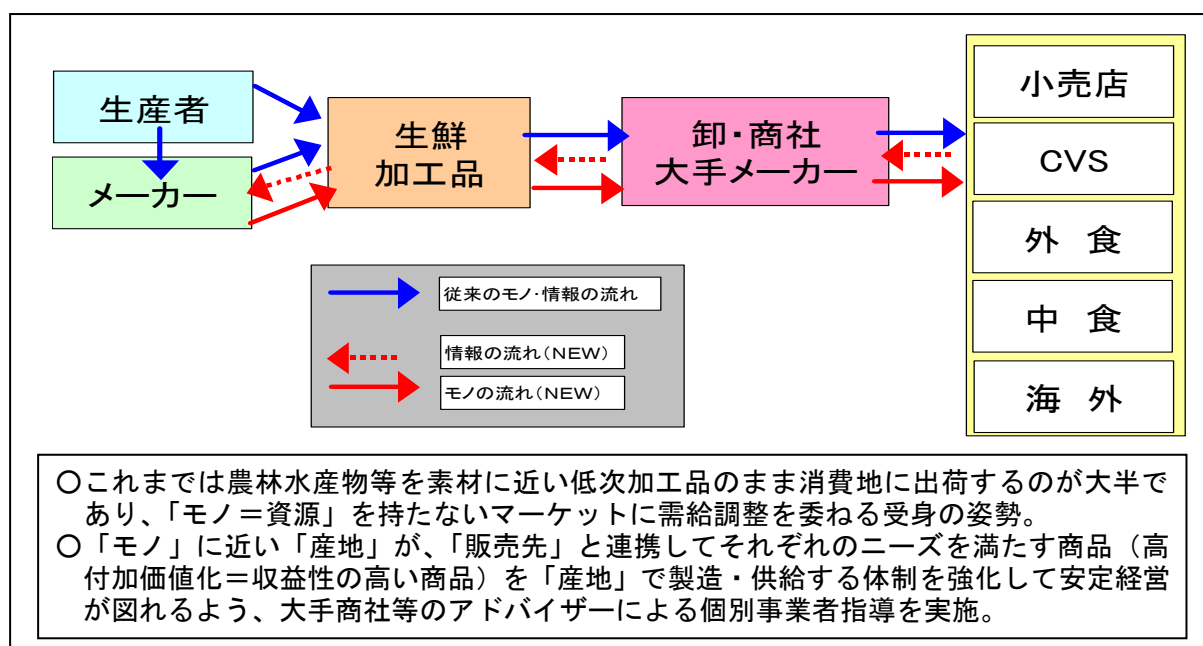 生産者
メーカー
生鮮
加工品
卸・商社
大手メーカー
小売店
CVS
外 食
中 食
海 外
従来のモノ・情報の流れ
情報の流れ(NEW)
モノの流れ(NEW)
○これまでは農林水産物等を素材に近い低次加工品のまま消費地に出荷するのが大半で
あり、「モノ=資源」を持たないマーケットに需給調整を委ねる受身の姿勢。
○「モノ」に近い「産地」が、「販売先」と連携してそれぞれのニーズを満たす商品(高
付加価値化=収益性の高い商品)を「産地」で製造・供給する体制を強化して安定経営
が図れるよう、大手商社等のアドバイザーによる個別事業者指導を実施。